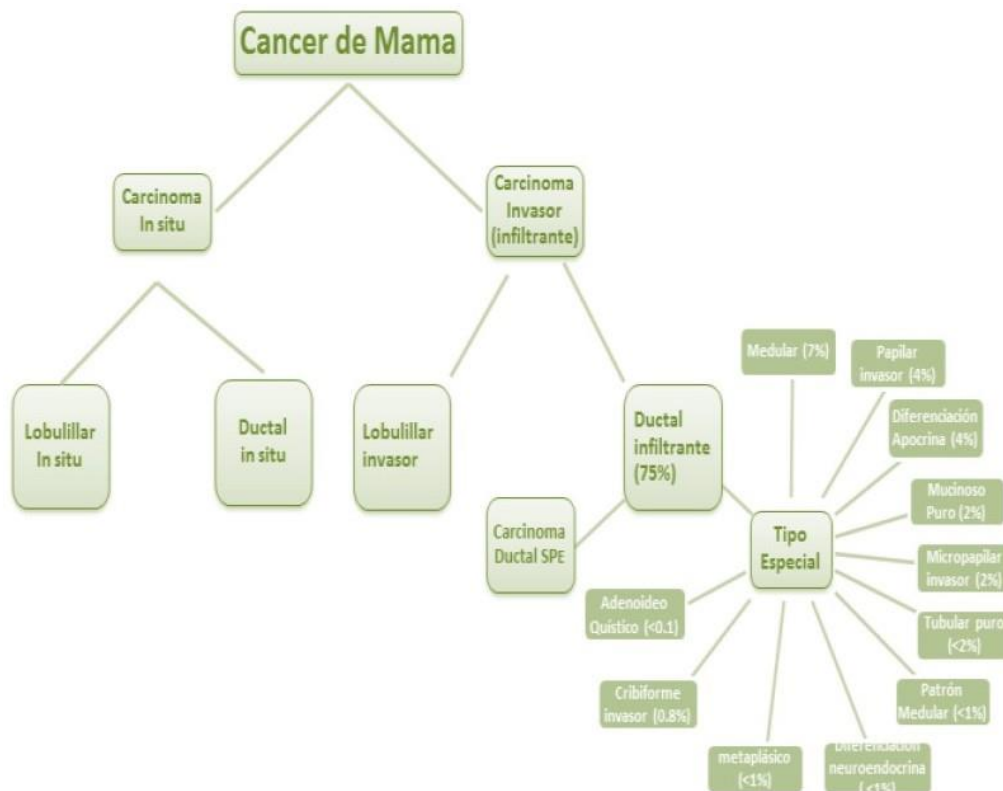 Cancer de Mama
Carcinoma
In situ
Carcinoma
Invasor
(infiltrante)
Lobulillar
In situ
Ductal
in situ
Lobulillar
invasor
Ductal
infiltrante
(75%)
Carcinoma
Ductal SPE
Tipo
Especial
Medular (7%)
Papilar
invasor (4%)
Diferenciación
Apocrina (4%)
Mucinoso
Puro (2%)
Micropapilar
invasor (2%)
Tubular puro
(<2%)
Patrón
Medular (<1%)
Diferenciación
neuroendocrina
(<1%)
metaplásico
(<1%)
Cribiforme
invasor (0.8%)
Adenoideo
Quístico (<0.1)